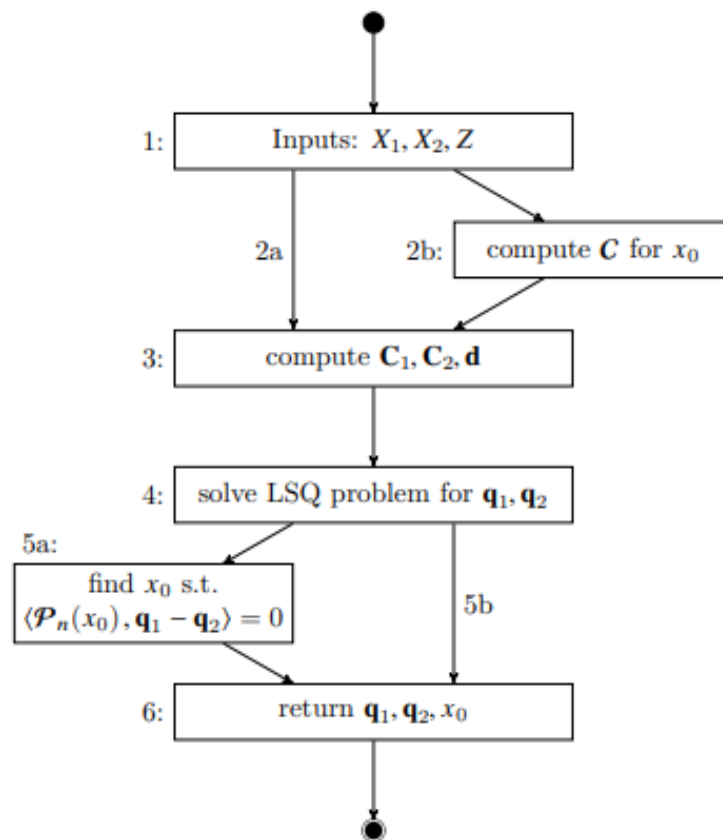 1: Inputs: X₁, X₂, Z
2a
2b: compute 𝓒 for x₀
3: compute C₁, C₂, d
4: solve LSQ problem for q₁, q₂
5a:
find x₀ s.t.
⟨𝓟ₙ(x₀), q₁ − q₂⟩ = 0
5b
6: return q₁, q₂, x₀